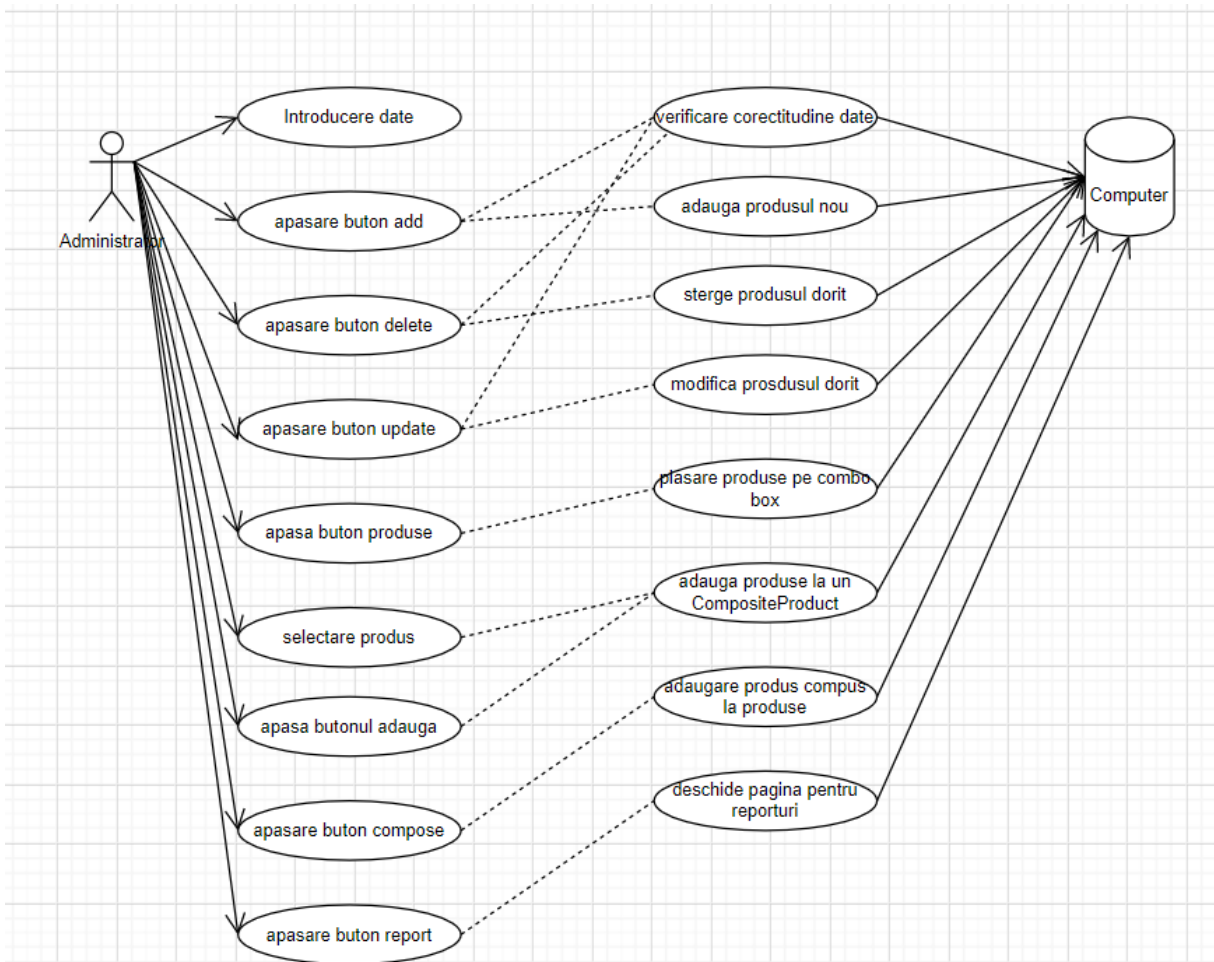 Introducere date
verificare corectitudine date
Computer
adauga produsul nou
apasare buton add
Administrator
sterge produsul dorit
apasare buton delete
modifica prosdusul dorit
apasare buton update
plasare produse pe combo
box
apasa buton produse
adauga produse la un
CompositeProduct
selectare produs
adaugare produs compus
la produse
apasa butonul adauga
deschide pagina pentru
reporturi
apasare buton compose
apasare buton report